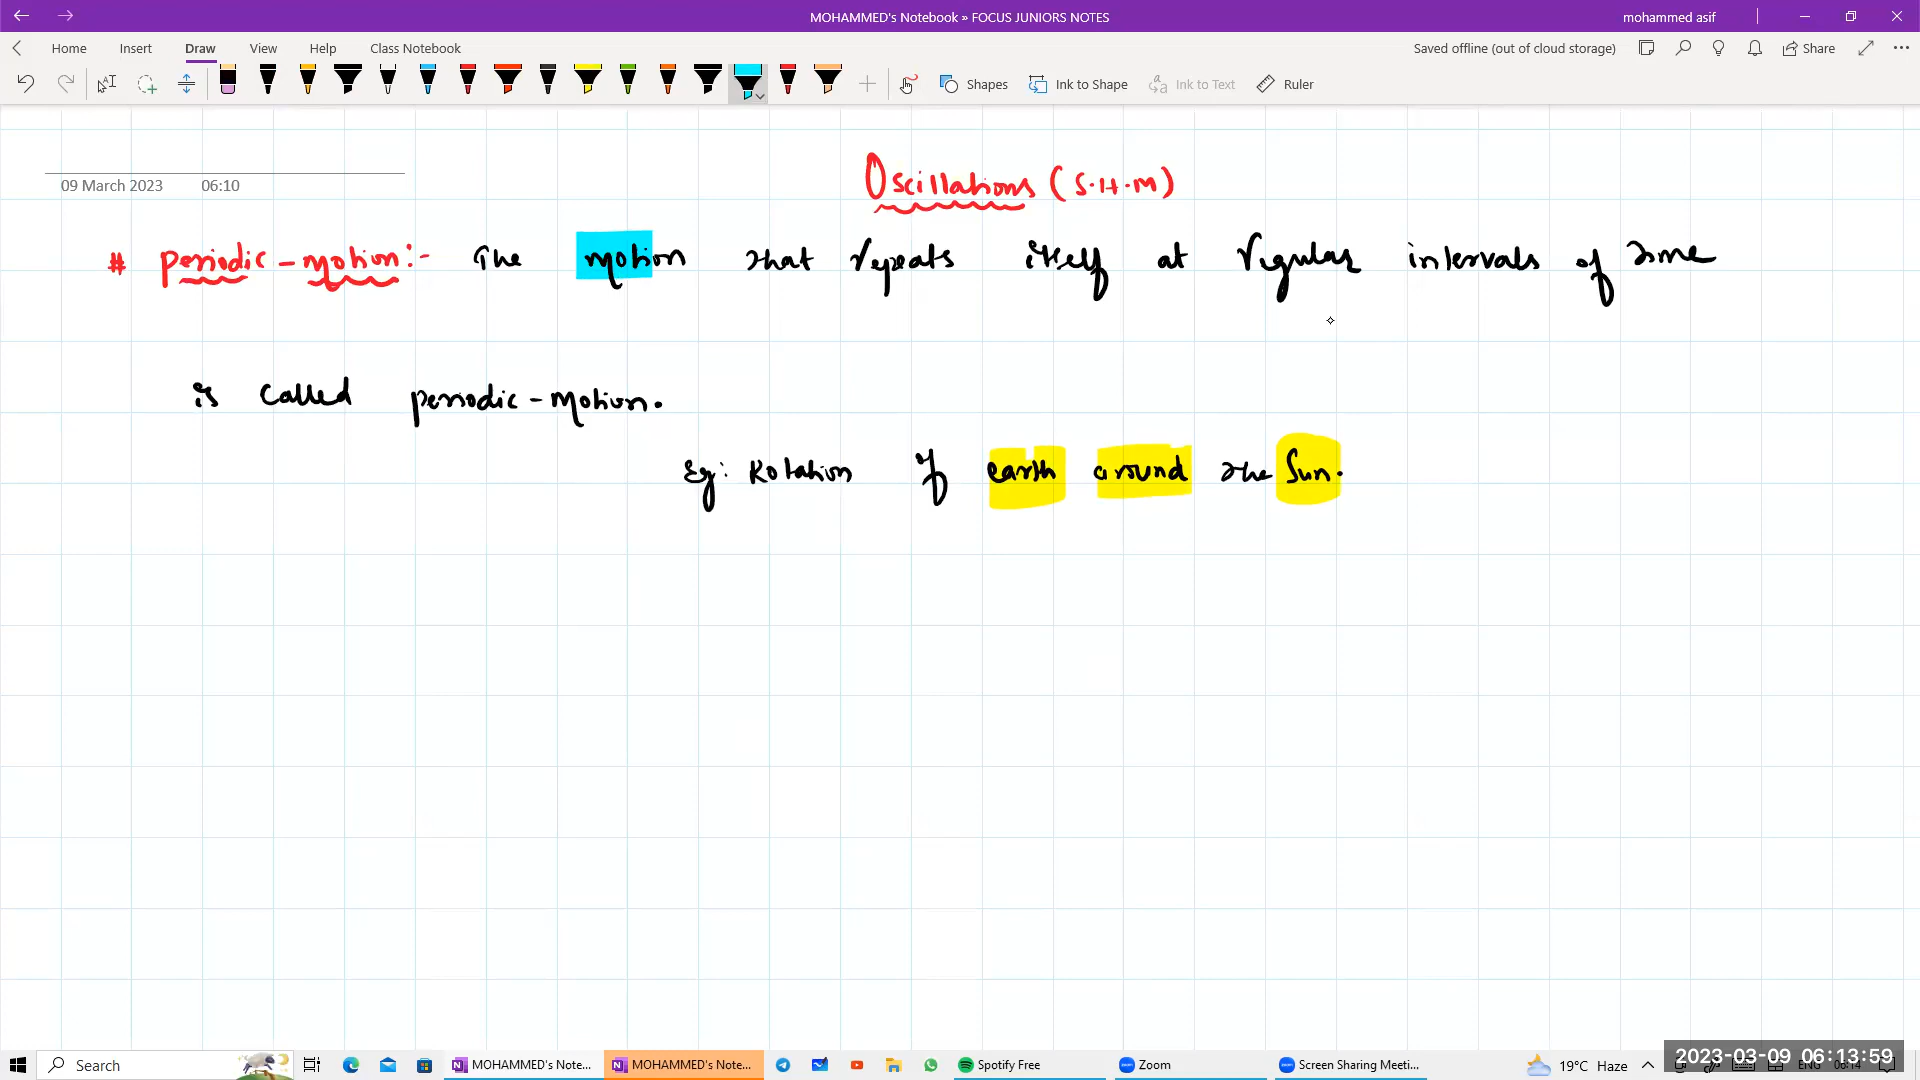 MOHAMMED's Notebook » FOCUS JUNIORS NOTES
mohammed asif
Home Insert Draw View Help Class Notebook
Saved offline (out of cloud storage)
Share
Shapes Ink to Shape Ink to Text Ruler
Oscillations (S.H.M)
09 March 2023 06:10
# periodic-motion:- The motion that repeats itself at regular intervals of time
is called periodic-motion.
Eg: Rotation of earth around the Sun.
Search
MOHAMMED's Note...
MOHAMMED's Note...
Spotify Free
Zoom
Screen Sharing Meeti...
19°C Haze
ENG
2023-03-09 06:13:59